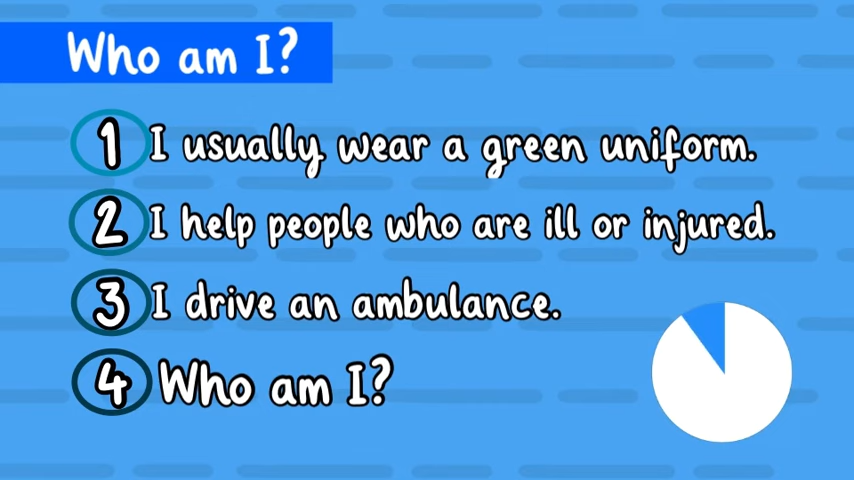 Who am I?
1 I usually wear a green uniform.
2 I help people who are ill or injured.
3 I drive an ambulance.
4 Who am I?